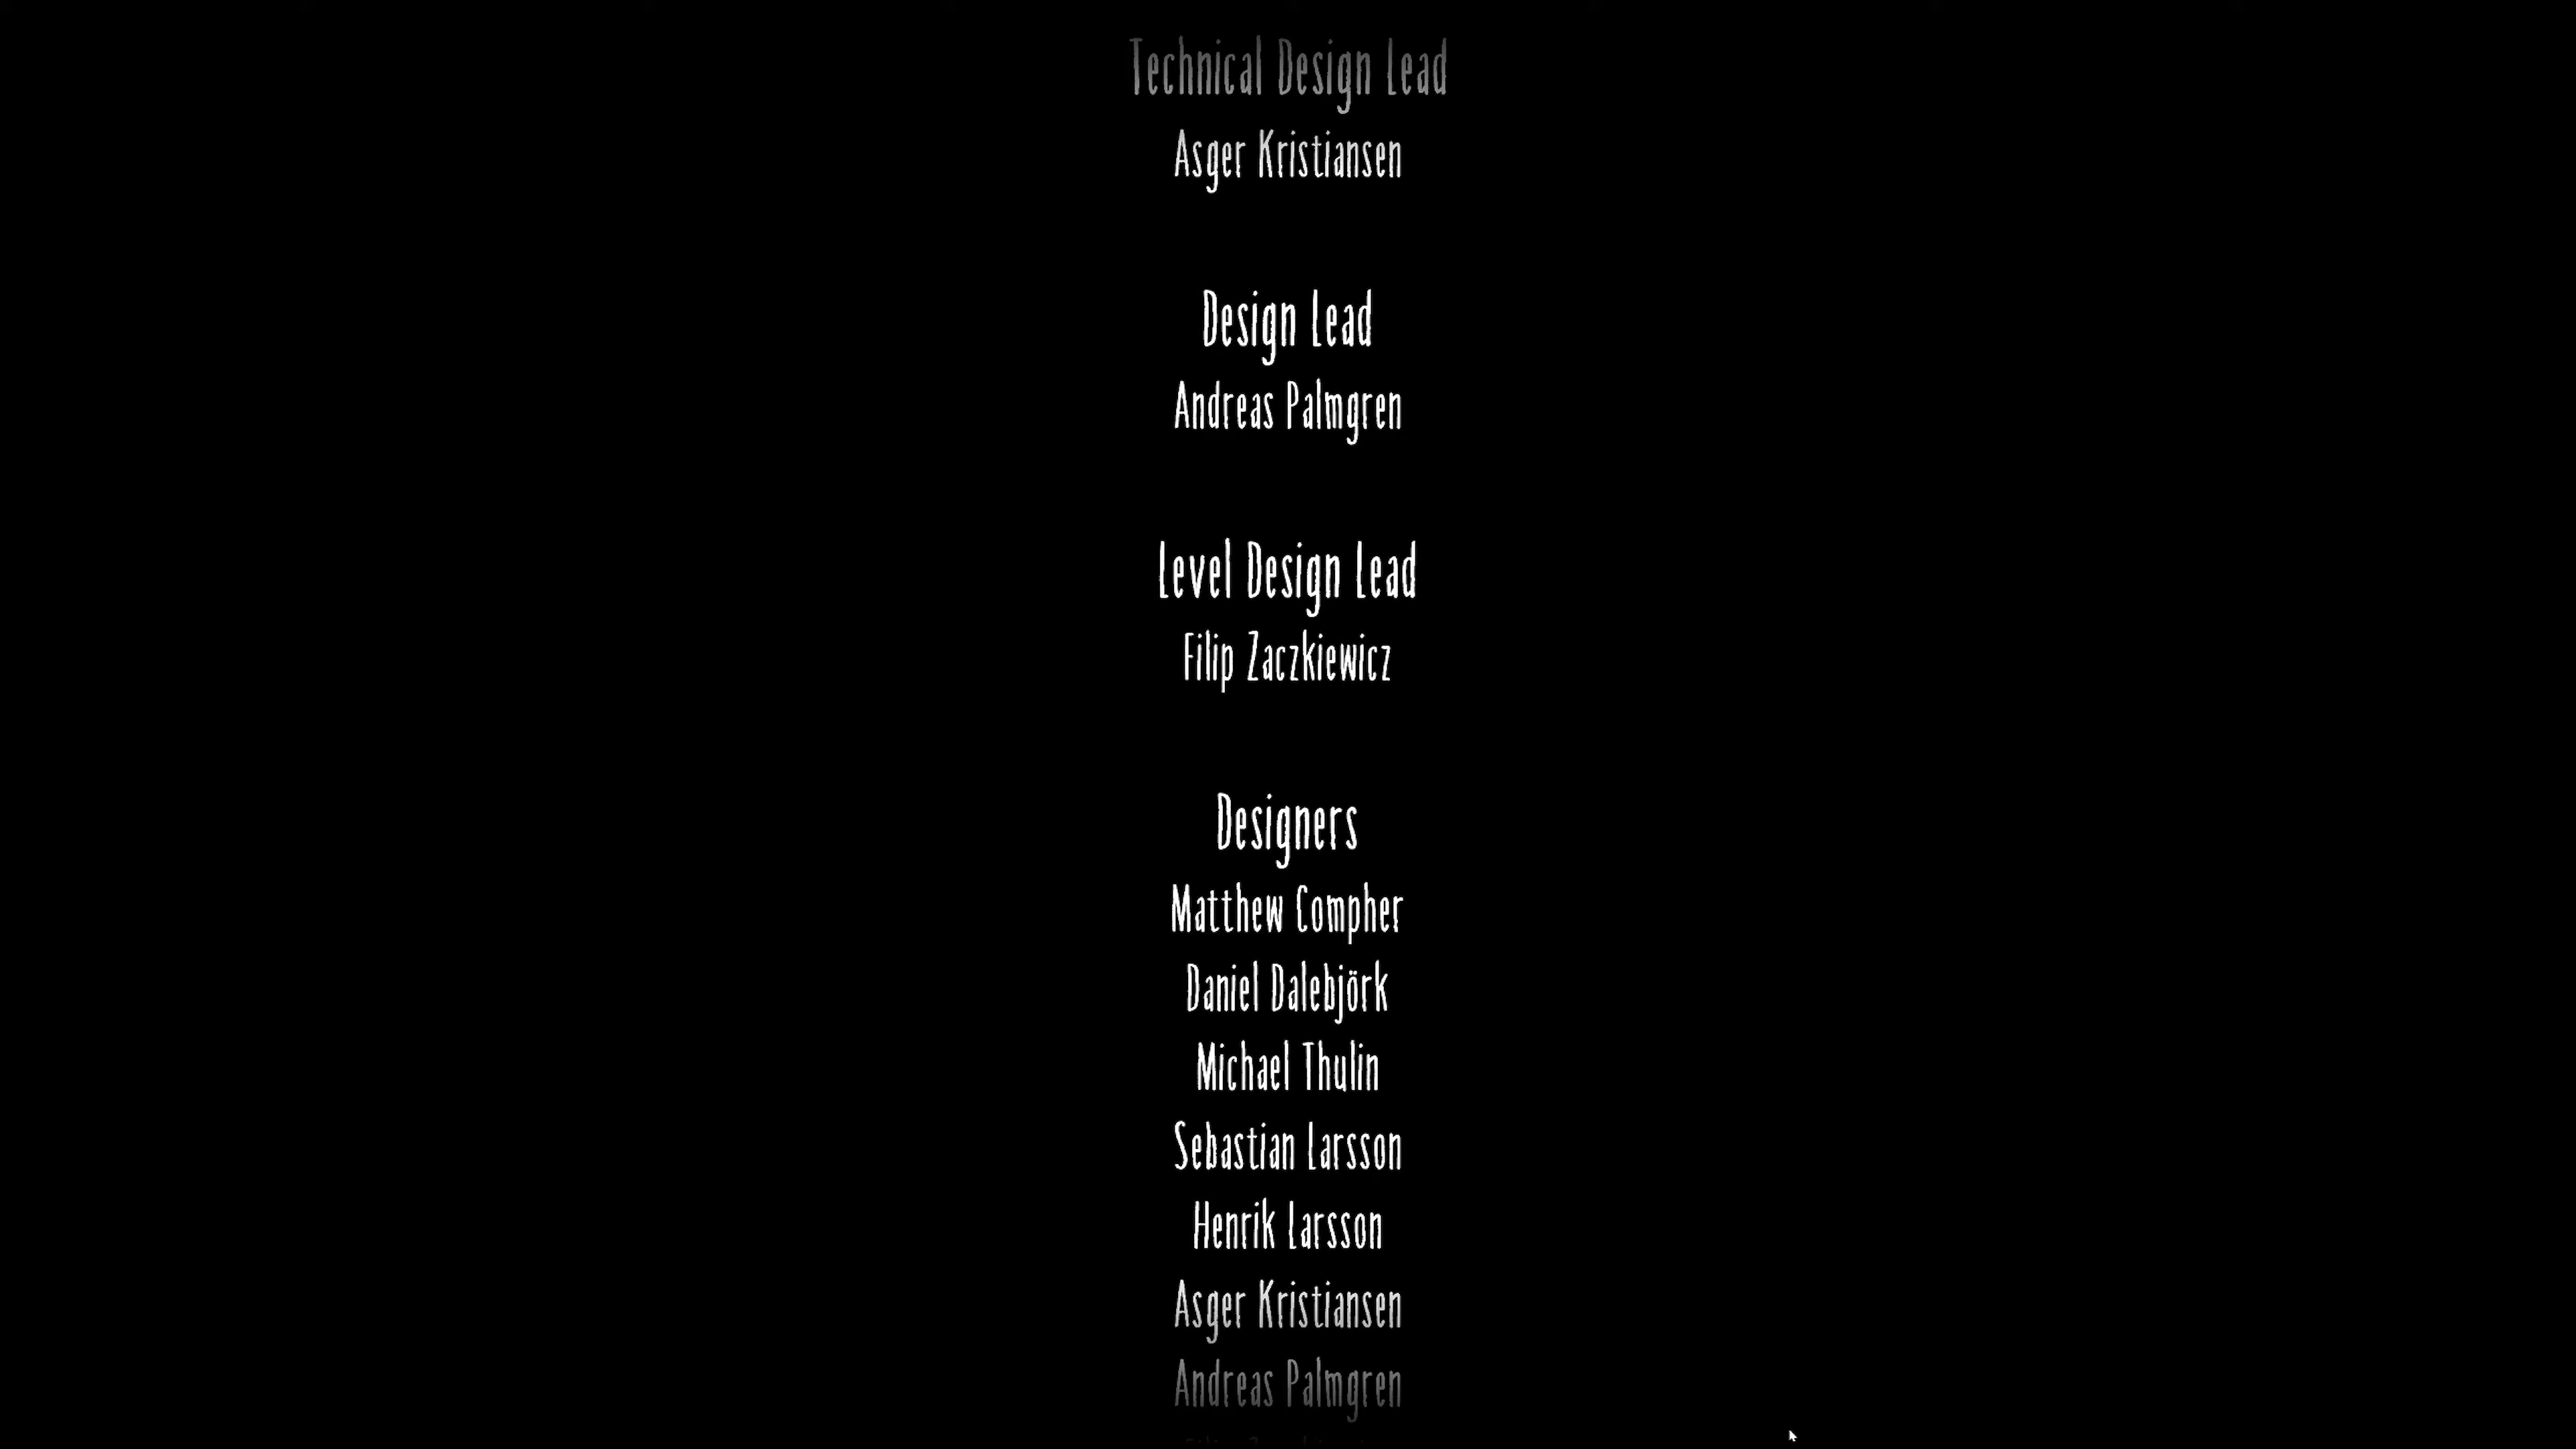 Technical Design Lead
Asger Kristiansen
Design Lead
Andreas Palmgren
Level Design Lead
Filip Zaczkiewicz
Designers
Matthew Compher
Daniel Dalebjörk
Michael Thulin
Sebastian Larsson
Henrik Larsson
Asger Kristiansen
Andreas Palmgren